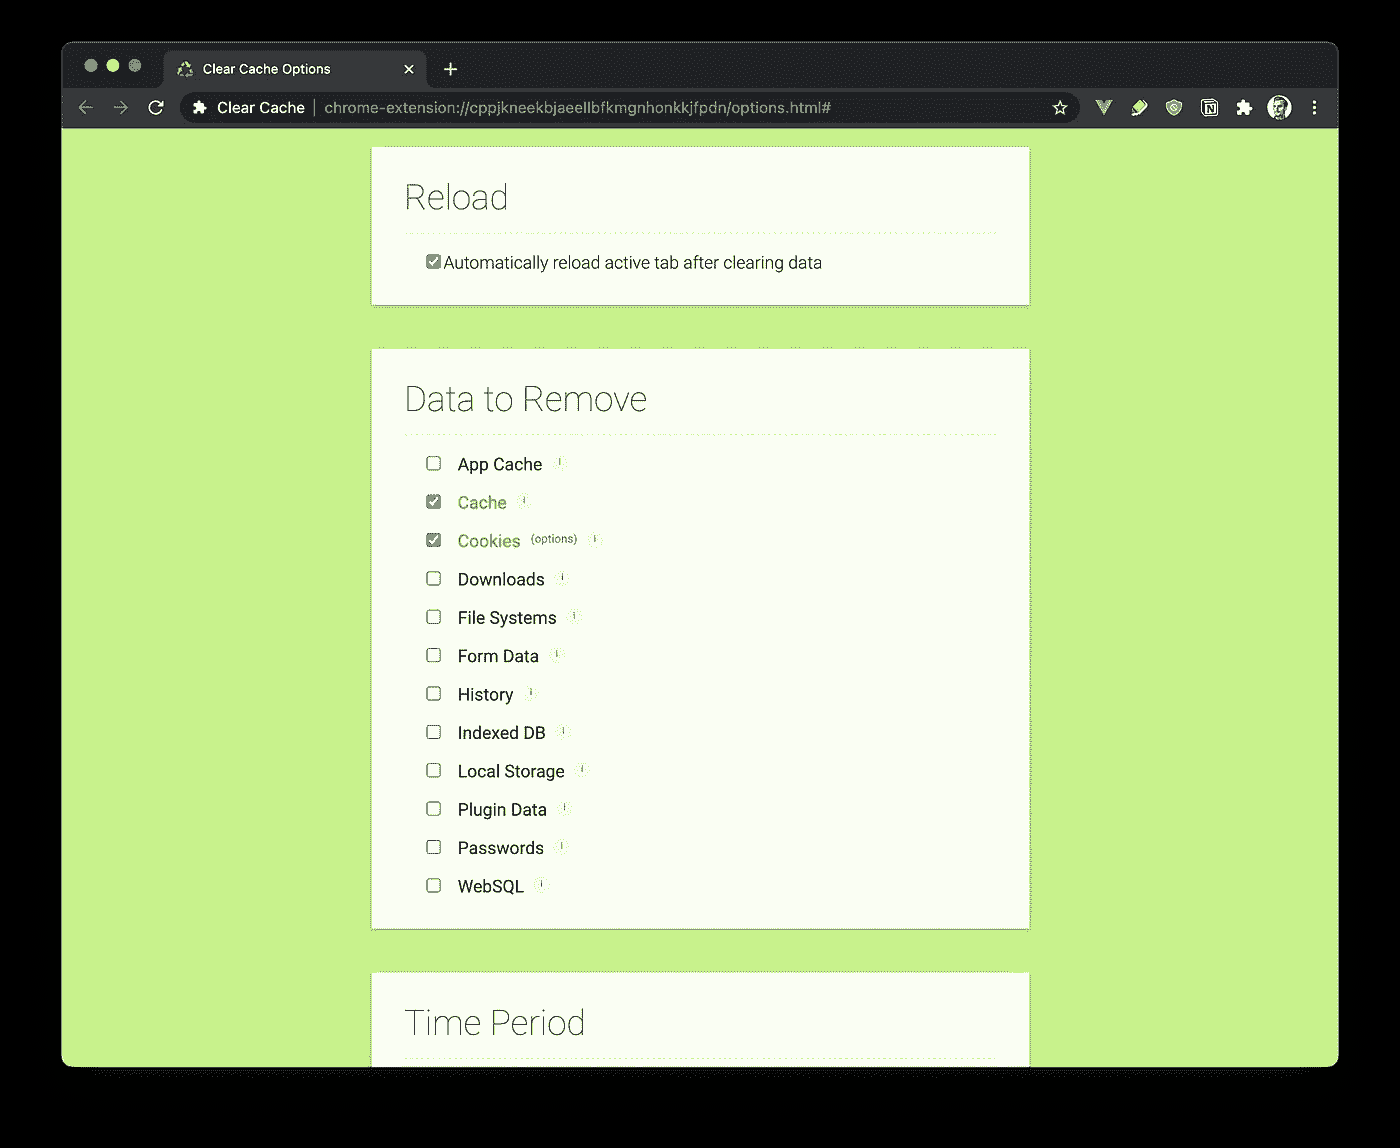 Clear Cache Options
Clear Cache | chrome-extension://cppjkneekbjaeellbfkmgnhonkkjfpdn/options.html#
Reload
Automatically reload active tab after clearing data
Data to Remove
App Cache i
Cache i
Cookies (options) i
Downloads i
File Systems i
Form Data i
History i
Indexed DB i
Local Storage i
Plugin Data i
Passwords i
WebSQL i
Time Period